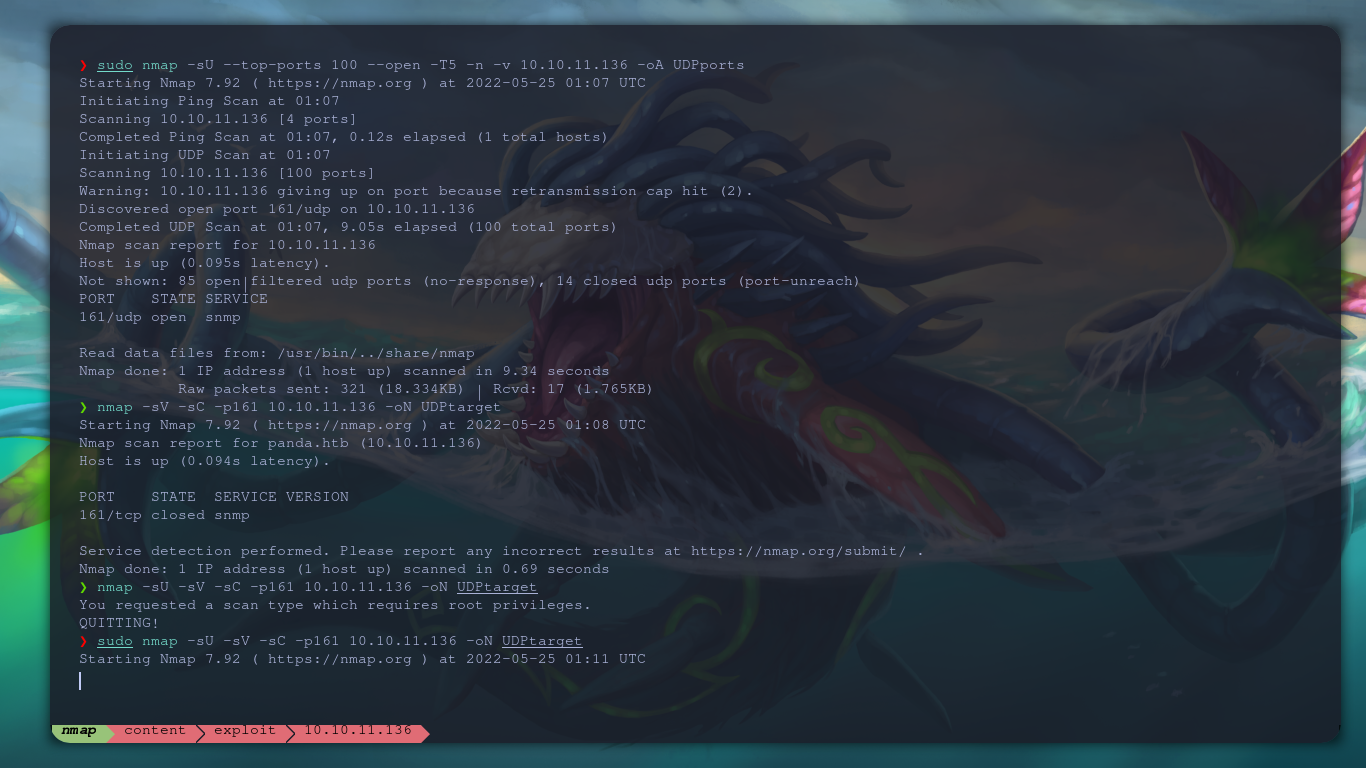 ❯ sudo nmap -sU --top-ports 100 --open -T5 -n -v 10.10.11.136 -oA UDPports
Starting Nmap 7.92 ( https://nmap.org ) at 2022-05-25 01:07 UTC
Initiating Ping Scan at 01:07
Scanning 10.10.11.136 [4 ports]
Completed Ping Scan at 01:07, 0.12s elapsed (1 total hosts)
Initiating UDP Scan at 01:07
Scanning 10.10.11.136 [100 ports]
Warning: 10.10.11.136 giving up on port because retransmission cap hit (2).
Discovered open port 161/udp on 10.10.11.136
Completed UDP Scan at 01:07, 9.05s elapsed (100 total ports)
Nmap scan report for 10.10.11.136
Host is up (0.095s latency).
Not shown: 85 open|filtered udp ports (no-response), 14 closed udp ports (port-unreach)
PORT    STATE SERVICE
161/udp open  snmp
Read data files from: /usr/bin/../share/nmap
Nmap done: 1 IP address (1 host up) scanned in 9.34 seconds
           Raw packets sent: 321 (18.334KB) | Rcvd: 17 (1.765KB)
❯ nmap -sV -sC -p161 10.10.11.136 -oN UDPtarget
Starting Nmap 7.92 ( https://nmap.org ) at 2022-05-25 01:08 UTC
Nmap scan report for panda.htb (10.10.11.136)
Host is up (0.094s latency).
PORT    STATE  SERVICE VERSION
161/tcp closed snmp
Service detection performed. Please report any incorrect results at https://nmap.org/submit/ .
Nmap done: 1 IP address (1 host up) scanned in 0.69 seconds
❯ nmap -sU -sV -sC -p161 10.10.11.136 -oN UDPtarget
You requested a scan type which requires root privileges.
QUITTING!
❯ sudo nmap -sU -sV -sC -p161 10.10.11.136 -oN UDPtarget
Starting Nmap 7.92 ( https://nmap.org ) at 2022-05-25 01:11 UTC
nmap content exploit 10.10.11.136